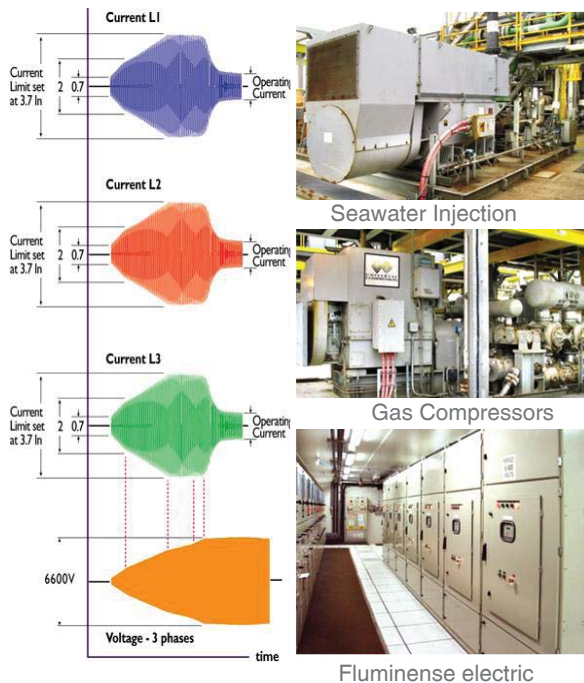 Current L1
Current
Limit set
at 3.7 In
2
0.7
Operating
Current
Current L2
Current
Limit set
at 3.7 In
2
0.7
Operating
Current
Current L3
Current
Limit set
at 3.7 In
2
0.7
Operating
Current
6600V
Voltage - 3 phases
time
Seawater Injection
Gas Compressors
Fluminense electric